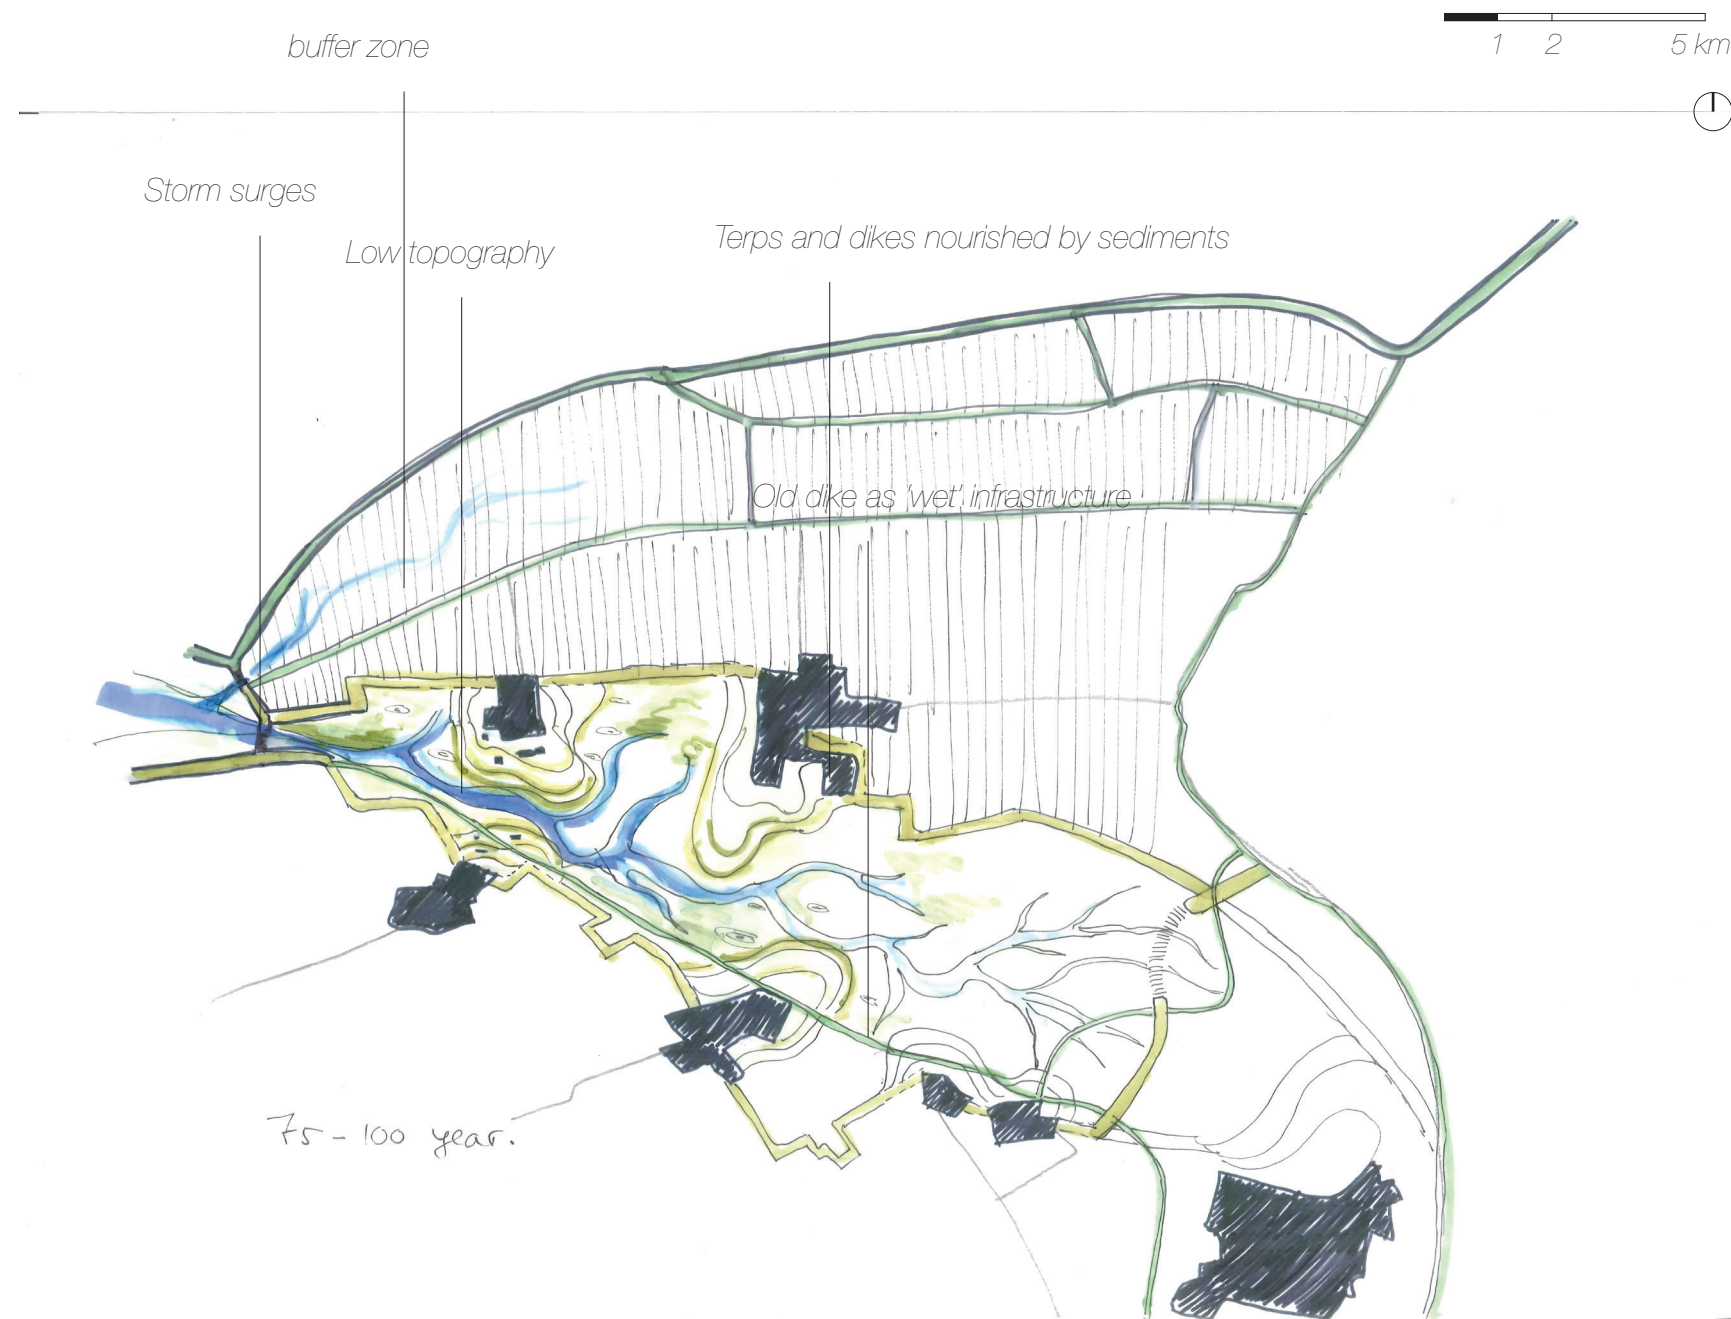 1 2 5 km
buffer zone
Storm surges
Low topography
Terps and dikes nourished by sediments
Old dike as 'wet' infrastructure
75 - 100 year.